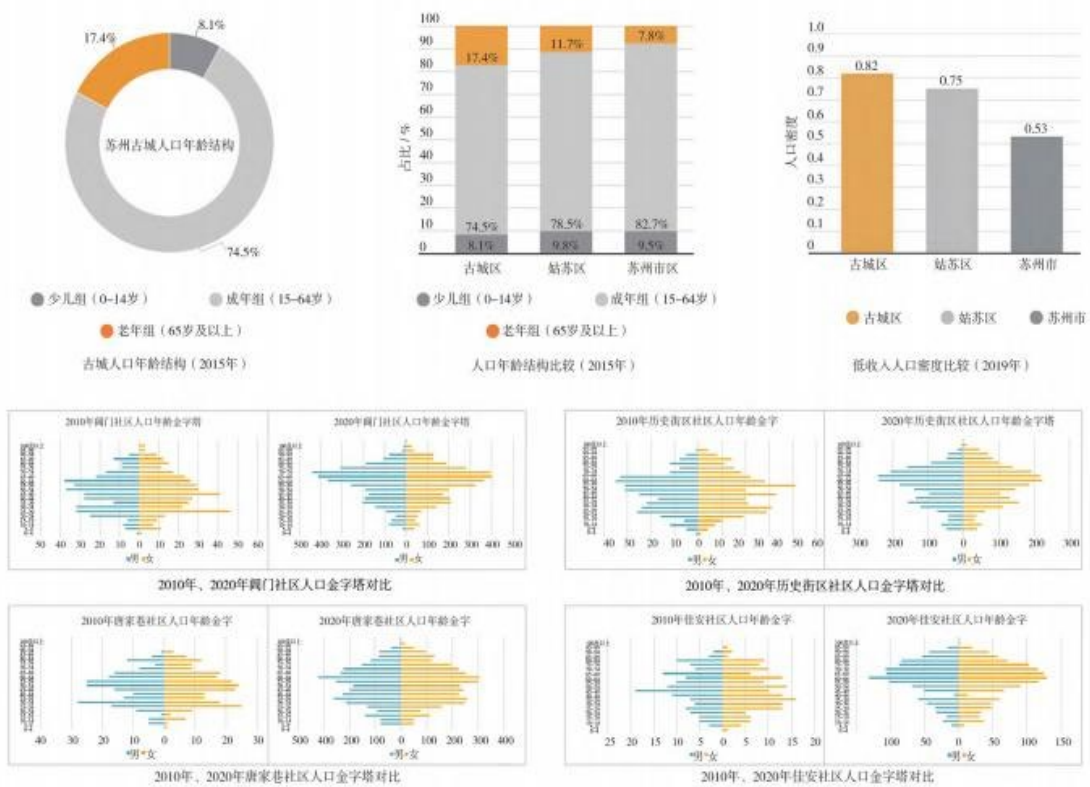 8.1%
17.4%
苏州古城人口年龄结构
74.5%
少儿组（0-14岁）
成年组（15-64岁）
老年组（65岁及以上）
古城人口年龄结构（2015年）
占比/%
100
90
80
70
60
50
40
30
20
10
0
17.4%
11.7%
7.8%
74.5%
78.5%
82.7%
8.1%
9.8%
9.5%
古城区
姑苏区
苏州市区
少儿组（0-14岁）
成年组（15-64岁）
老年组（65岁及以上）
人口年龄结构比较（2015年）
人口密度
1.0
0.9
0.8
0.7
0.6
0.5
0.4
0.3
0.2
0.1
0
0.82
0.75
0.53
古城区
姑苏区
苏州市
古城区
姑苏区
苏州市
低收入人口密度比较（2019年）
2010年阊门社区人口年龄金字塔
50 40 30 20 10 0 10 20 30 40 50 60
男 女
2020年阊门社区人口年龄金字塔
500 400 300 200 100 0 100 200 300 400 500
男 女
2010年、2020年阊门社区人口金字塔对比
2010年历史街区社区人口年龄金字
40 30 20 10 0 10 20 30 40 50 60
男 女
2020年历史街区社区人口年龄金字塔
300 200 100 0 100 200 300
男 女
2010年、2020年历史街区社区人口金字塔对比
2010年唐家巷社区人口年龄金字
40 30 20 10 0 10 20 30
男 女
2020年唐家巷社区人口年龄金字
500 400 300 200 100 0 100 200 300 400
男 女
2010年、2020年唐家巷社区人口金字塔对比
2010年佳安社区人口年龄金字
25 20 15 10 5 0 5 10 15 20
男 女
2020年佳安社区人口年龄金字
100 50 0 50 100 150
男 女
2010年、2020年佳安社区人口金字塔对比